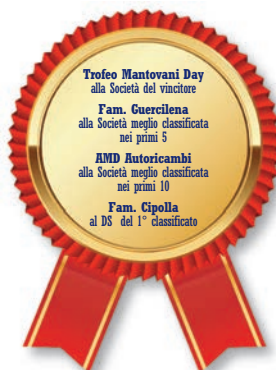 Trofeo Mantovani Day
alla Società del vincitore
Fam. Guercilena
alla Società meglio classificata
nei primi 5
AMD Autoricambi
alla Società meglio classificata
nei primi 10
Fam. Cipolla
al DS del 1° classificato